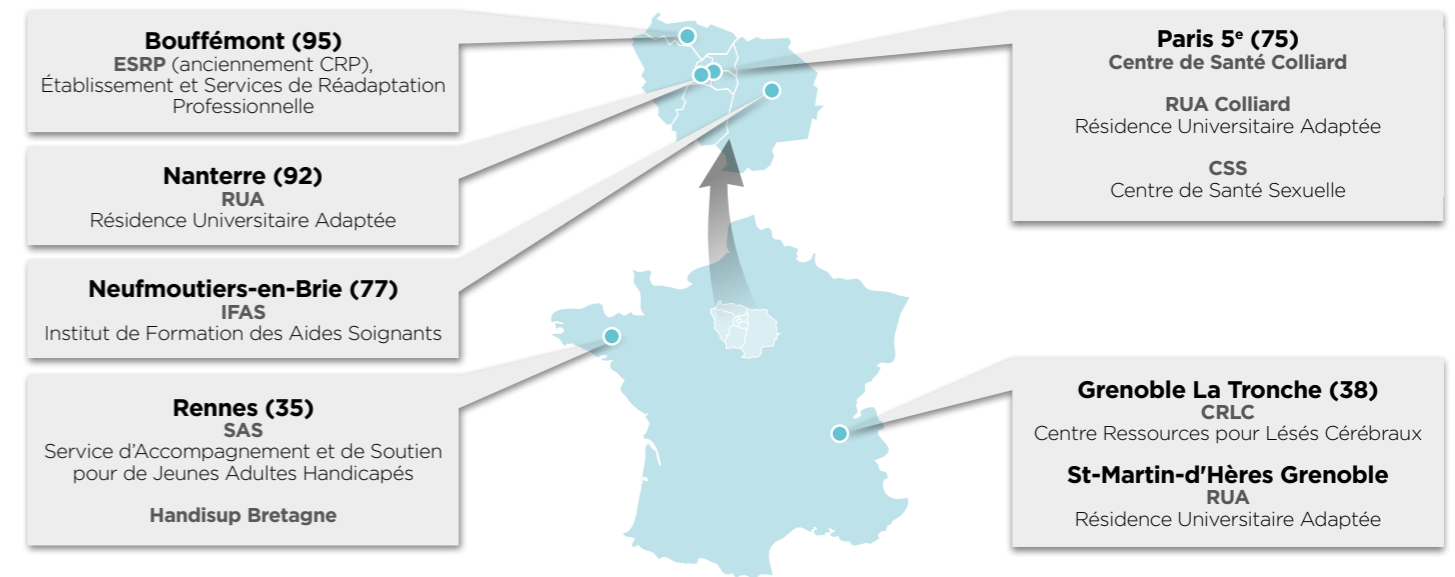 Bouffémont (95)
ESRP (anciennement CRP),
Établissement et Services de Réadaptation
Professionnelle
Nanterre (92)
RUA
Résidence Universitaire Adaptée
Neufmoutiers-en-Brie (77)
IFAS
Institut de Formation des Aides Soignants
Rennes (35)
SAS
Service d'Accompagnement et de Soutien
pour de Jeunes Adultes Handicapés
Handisup Bretagne
Paris 5e (75)
Centre de Santé Colliard
RUA Colliard
Résidence Universitaire Adaptée
CSS
Centre de Santé Sexuelle
Grenoble La Tronche (38)
CRLC
Centre Ressources pour Lésés Cérébraux
St-Martin-d'Hères Grenoble
RUA
Résidence Universitaire Adaptée